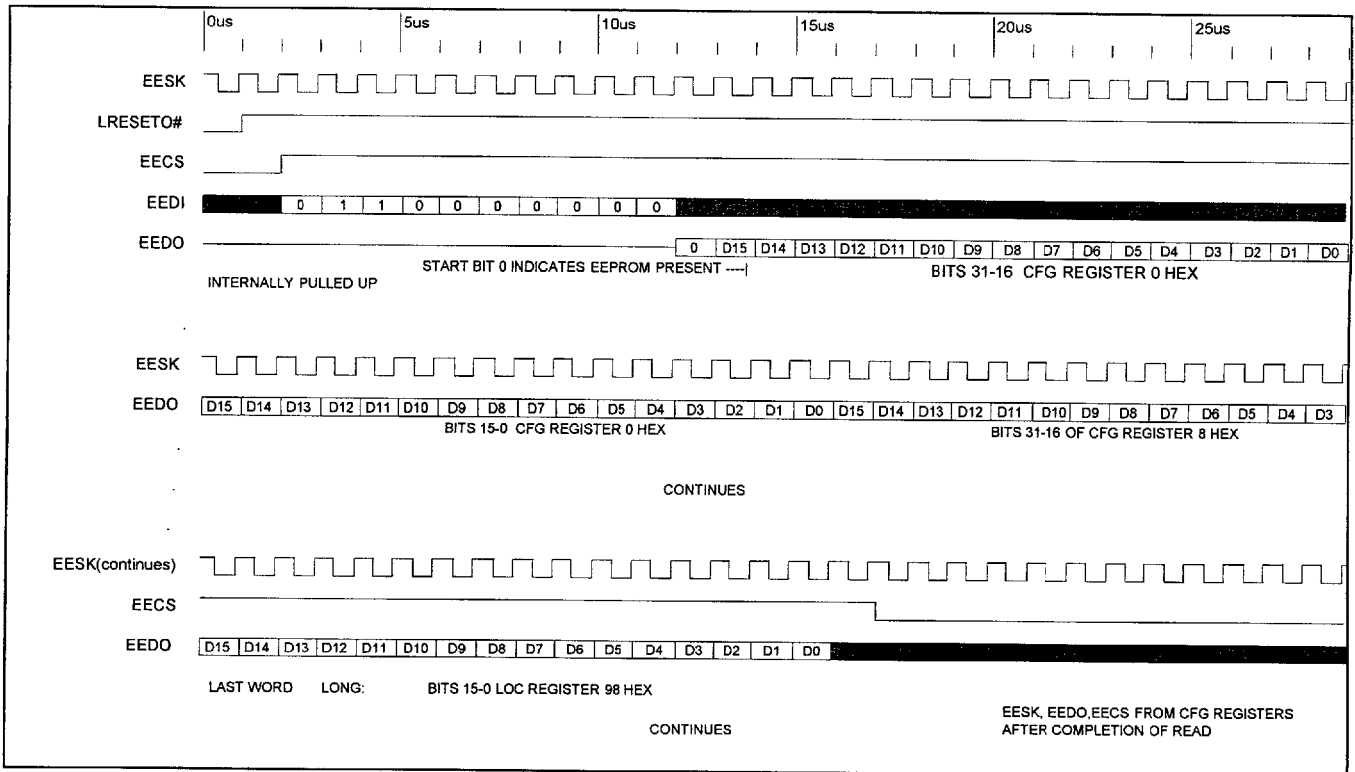 0us 5us 10us 15us 20us 25us
EESK
LRESETO#
EECS
EEDI 0 1 1 0 0 0 0 0 0 0
EEDO 0 D15 D14 D13 D12 D11 D10 D9 D8 D7 D6 D5 D4 D3 D2 D1 D0
START BIT 0 INDICATES EEPROM PRESENT ----| BITS 31-16 CFG REGISTER 0 HEX
INTERNALLY PULLED UP
EESK
EEDO D15 D14 D13 D12 D11 D10 D9 D8 D7 D6 D5 D4 D3 D2 D1 D0 D15 D14 D13 D12 D11 D10 D9 D8 D7 D6 D5 D4 D3
BITS 15-0 CFG REGISTER 0 HEX BITS 31-16 OF CFG REGISTER 8 HEX
CONTINUES
EESK(continues)
EECS
EEDO D15 D14 D13 D12 D11 D10 D9 D8 D7 D6 D5 D4 D3 D2 D1 D0
LAST WORD LONG: BITS 15-0 LOC REGISTER 98 HEX
CONTINUES
EESK, EEDO,EECS FROM CFG REGISTERS
AFTER COMPLETION OF READ